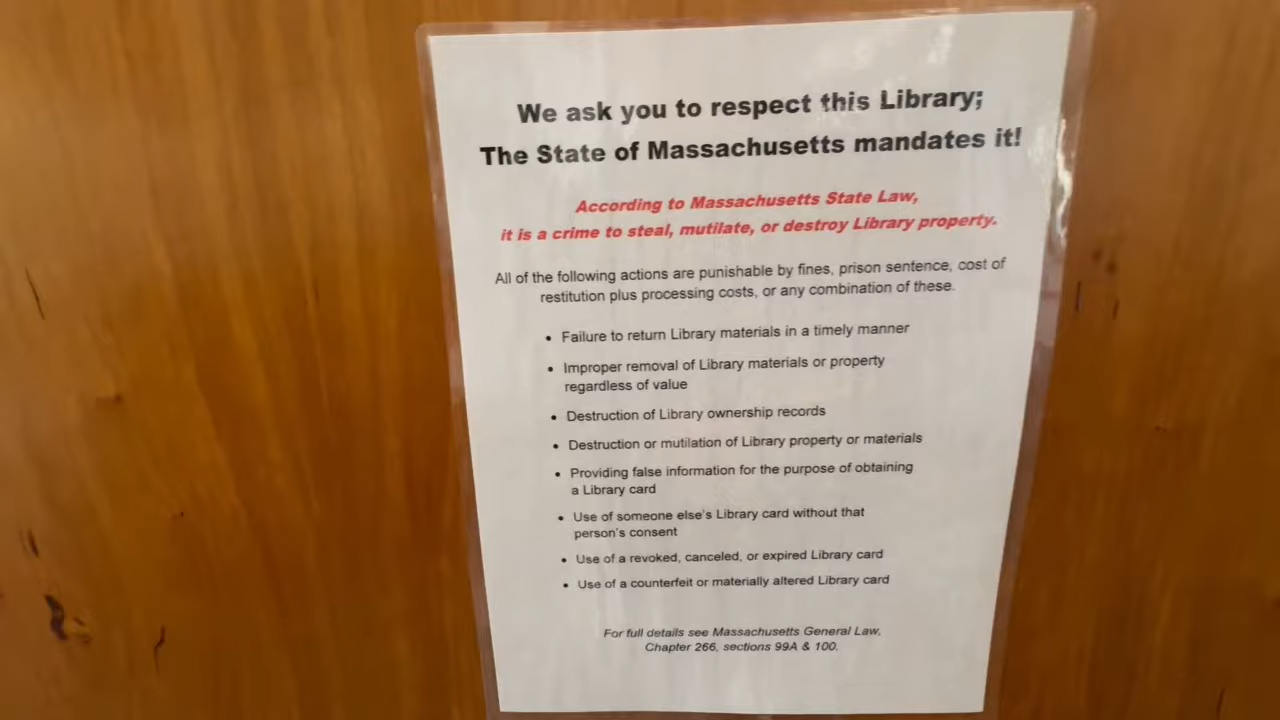 We ask you to respect this Library;
The State of Massachusetts mandates it!
According to Massachusetts State Law,
it is a crime to steal, mutilate, or destroy Library property.
All of the following actions are punishable by fines, prison sentence, cost of
restitution plus processing costs, or any combination of these.
• Failure to return Library materials in a timely manner
• Improper removal of Library materials or property
regardless of value
• Destruction of Library ownership records
• Destruction or mutilation of Library property or materials
• Providing false information for the purpose of obtaining
a Library card
• Use of someone else's Library card without that
person's consent
• Use of a revoked, canceled, or expired Library card
• Use of a counterfeit or materially altered Library card
For full details see Massachusetts General Law,
Chapter 266, sections 99A & 100.